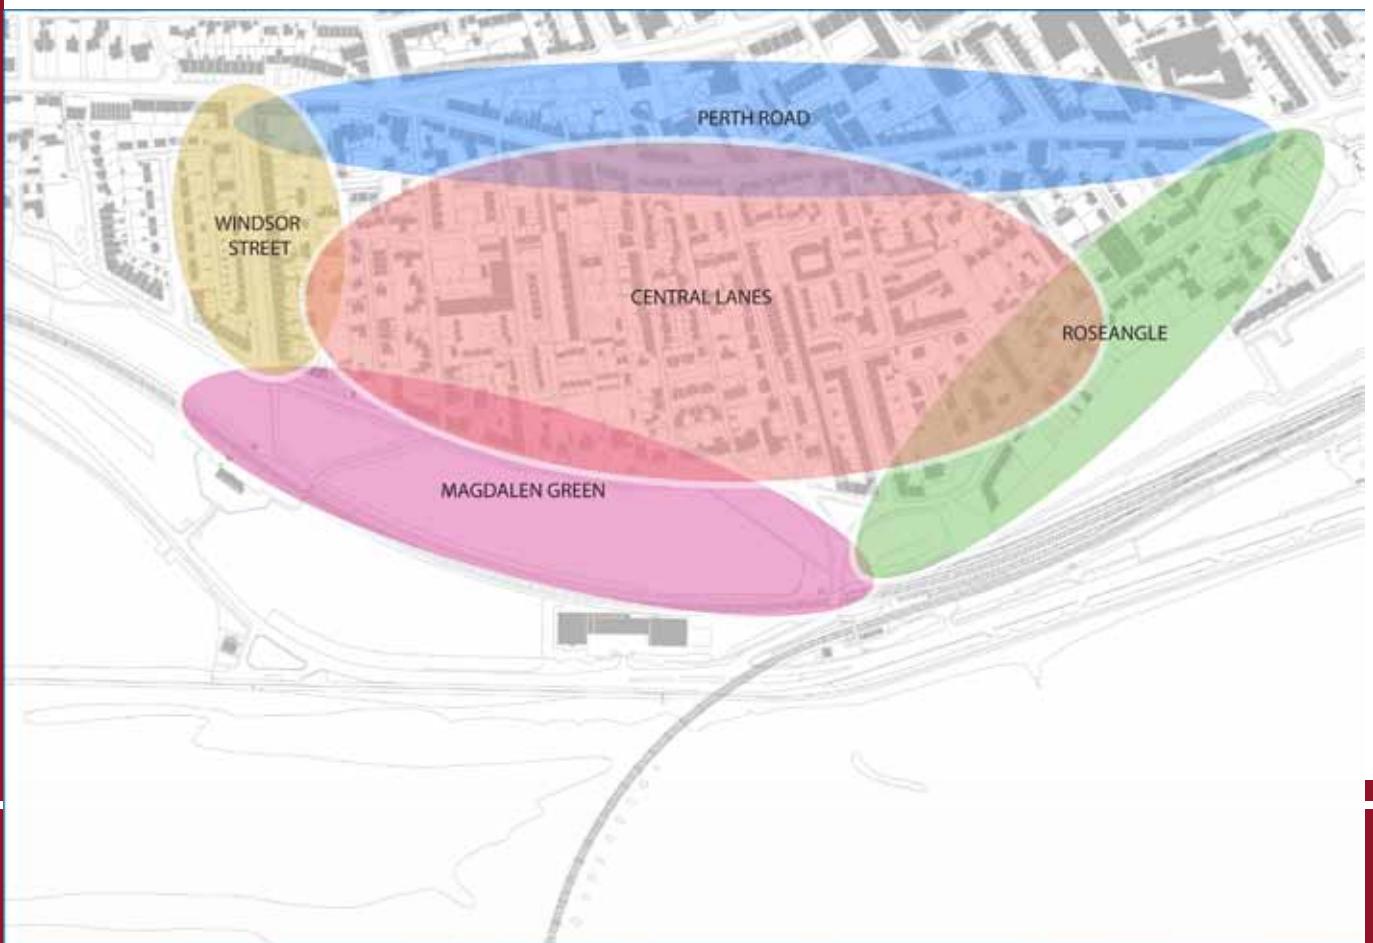 PERTH ROAD
WINDSOR
STREET
CENTRAL LANES
ROSEANGLE
MAGDALEN GREEN